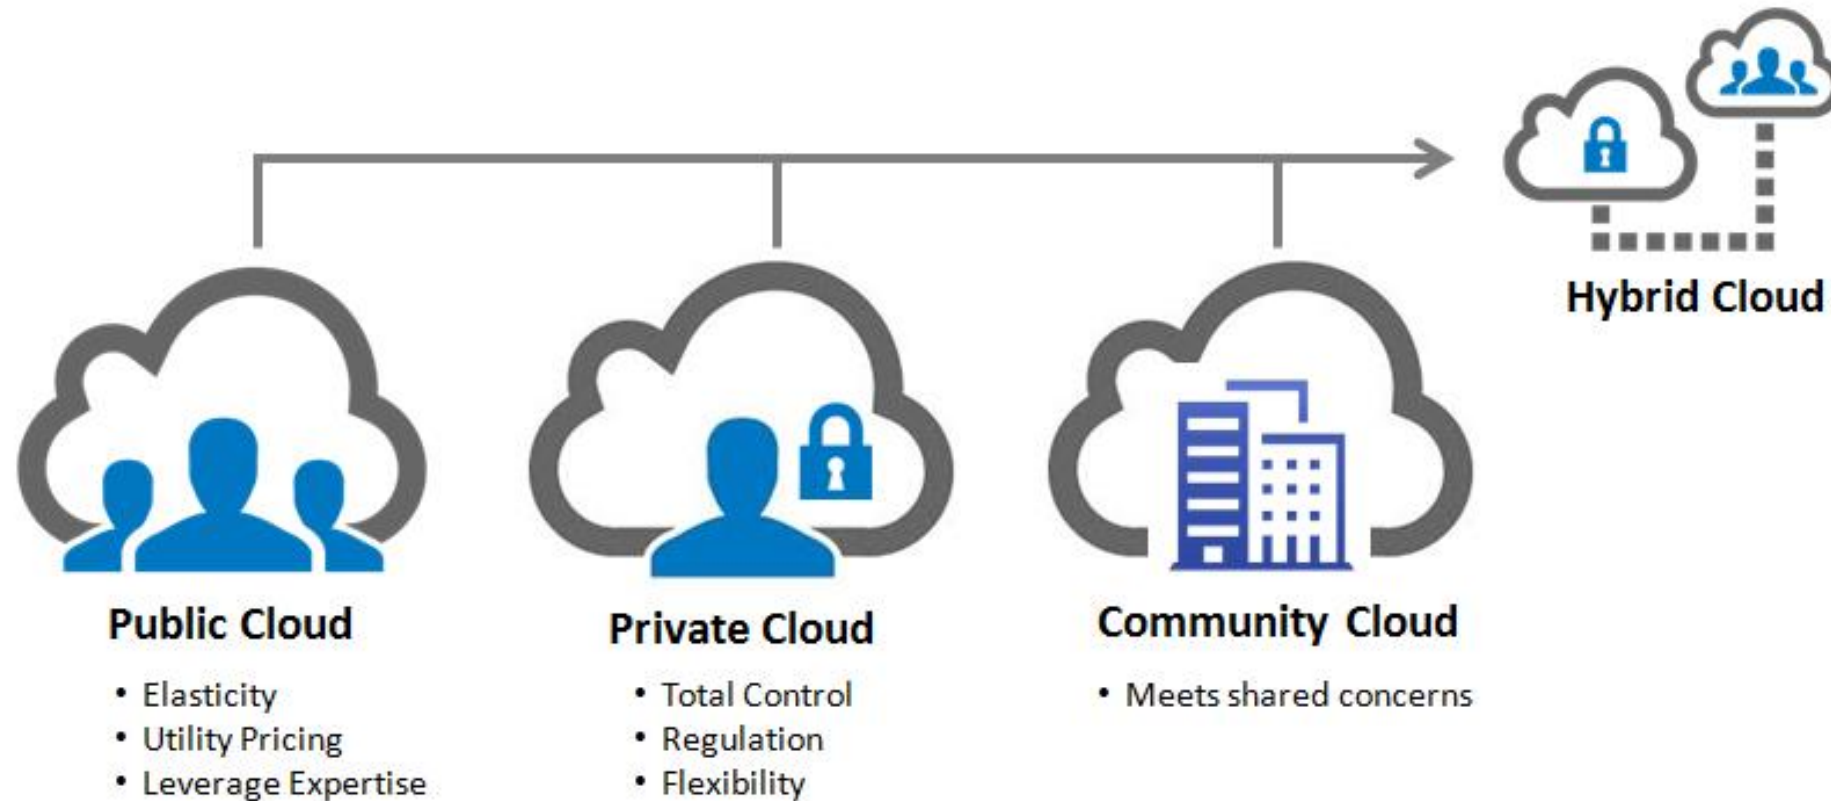 Hybrid Cloud
Public Cloud
• Elasticity
• Utility Pricing
• Leverage Expertise
Private Cloud
• Total Control
• Regulation
• Flexibility
Community Cloud
• Meets shared concerns